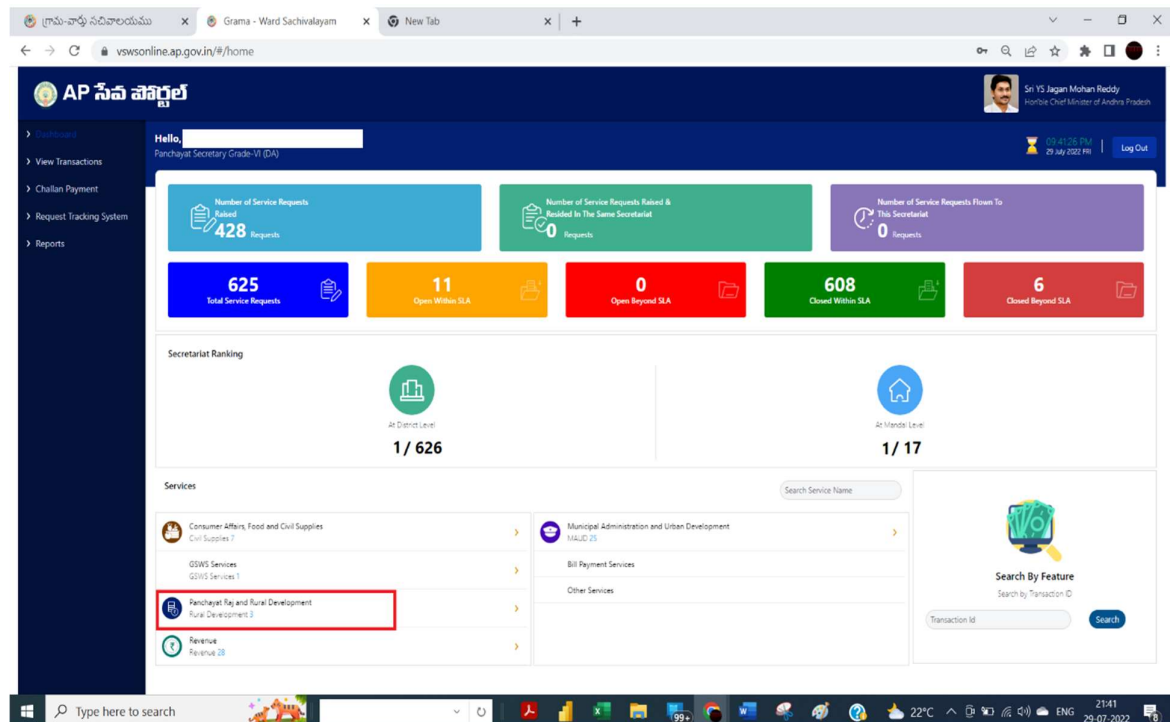 గ్రామ-వార్డు సచివాలయము
Grama - Ward Sachivalayam
New Tab
vswsonline.ap.gov.in/#/home
AP సేవ పోర్టల్
Sri YS Jagan Mohan Reddy
Hon'ble Chief Minister of Andhra Pradesh
Dashboard
View Transactions
Challan Payment
Request Tracking System
Reports
Hello,
Panchayat Secretary Grade-VI (DA)
09:41:26 PM
29 July 2022 FRI
Log Out
Number of Service Requests
Raised
428 Requests
Number of Service Requests Raised &
Resided In The Same Secretariat
0 Requests
Number of Service Requests Flown To
This Secretariat
0 Requests
625
Total Service Requests
11
Open Within SLA
0
Open Beyond SLA
608
Closed Within SLA
6
Closed Beyond SLA
Secretariat Ranking
At District Level
1 / 626
At Mandal Level
1 / 17
Services
Search Service Name
Consumer Affairs, Food and Civil Supplies
Civil Supplies 7
GSWS Services
GSWS Services 1
Panchayat Raj and Rural Development
Rural Development 3
Revenue
Revenue 28
Municipal Administration and Urban Development
MAUD 25
Bill Payment Services
Other Services
Search By Feature
Search by Transaction ID
Transaction Id
Search
Type here to search
99+
22°C
ENG
21:41
29-07-2022